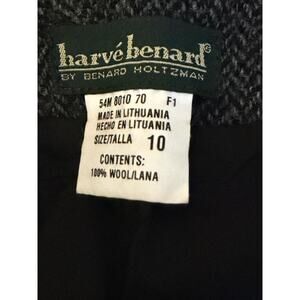 harvé benard®
BY BENARD HOLTZMAN
54M 8010 70 F1
MADE IN LITHUANIA
HECHO EN LITUANIA
SIZE/TALLA 10
CONTENTS:
100% WOOL/LANA